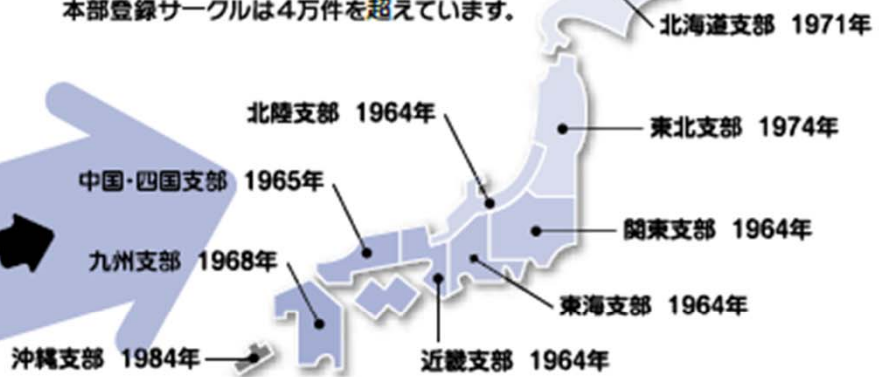 本部登録サークルは4万件を超えています。
北海道支部 1971年
北陸支部 1964年
東北支部 1974年
中国・四国支部 1965年
関東支部 1964年
九州支部 1968年
東海支部 1964年
沖縄支部 1984年
近畿支部 1964年